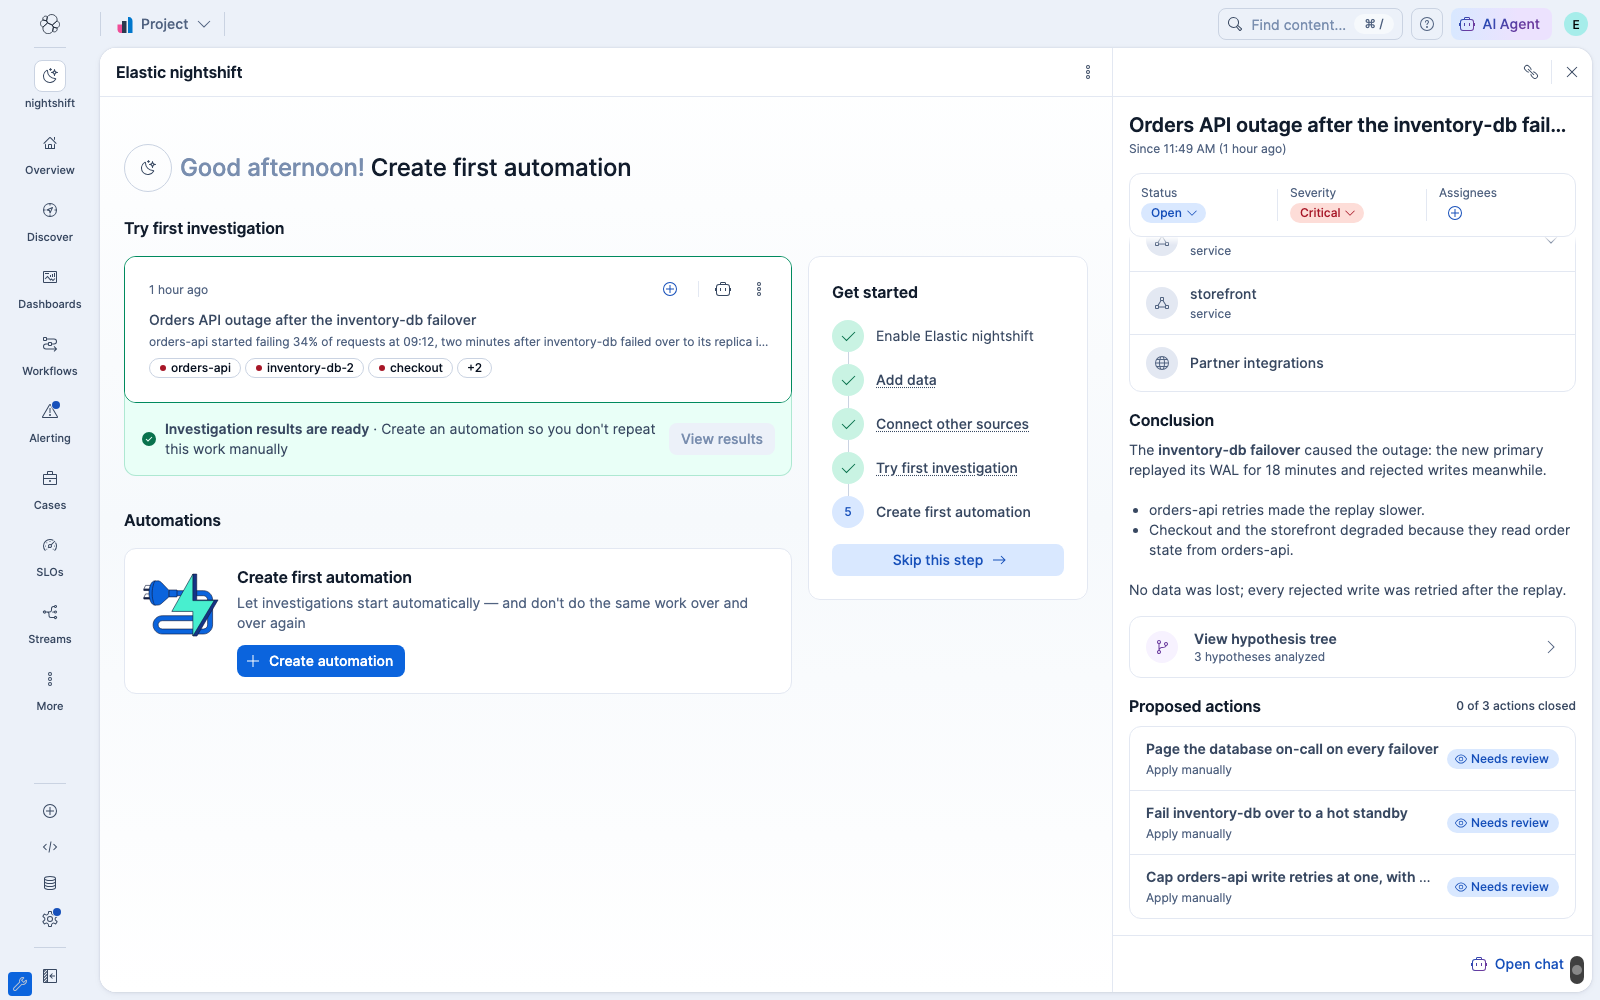 Project
Find content...
⌘ /
AI Agent
E
nightshift
Overview
Discover
Dashboards
Workflows
Alerting
Cases
SLOs
Streams
More
Elastic nightshift
Good afternoon! Create first automation
Try first investigation
1 hour ago
Orders API outage after the inventory-db failover
orders-api started failing 34% of requests at 09:12, two minutes after inventory-db failed over to its replica i...
orders-api
inventory-db-2
checkout
+2
Investigation results are ready · Create an automation so you don't repeat
this work manually
View results
Automations
Create first automation
Let investigations start automatically — and don't do the same work over and
over again
Create automation
Get started
Enable Elastic nightshift
Add data
Connect other sources
Try first investigation
5
Create first automation
Skip this step
Orders API outage after the inventory-db fail...
Since 11:49 AM (1 hour ago)
Status
Open
Severity
Critical
Assignees
service
storefront
service
Partner integrations
Conclusion
The inventory-db failover caused the outage: the new primary
replayed its WAL for 18 minutes and rejected writes meanwhile.
orders-api retries made the replay slower.
Checkout and the storefront degraded because they read order
state from orders-api.
No data was lost; every rejected write was retried after the replay.
View hypothesis tree
3 hypotheses analyzed
Proposed actions
0 of 3 actions closed
Page the database on-call on every failover
Apply manually
Needs review
Fail inventory-db over to a hot standby
Apply manually
Needs review
Cap orders-api write retries at one, with ...
Apply manually
Needs review
Open chat